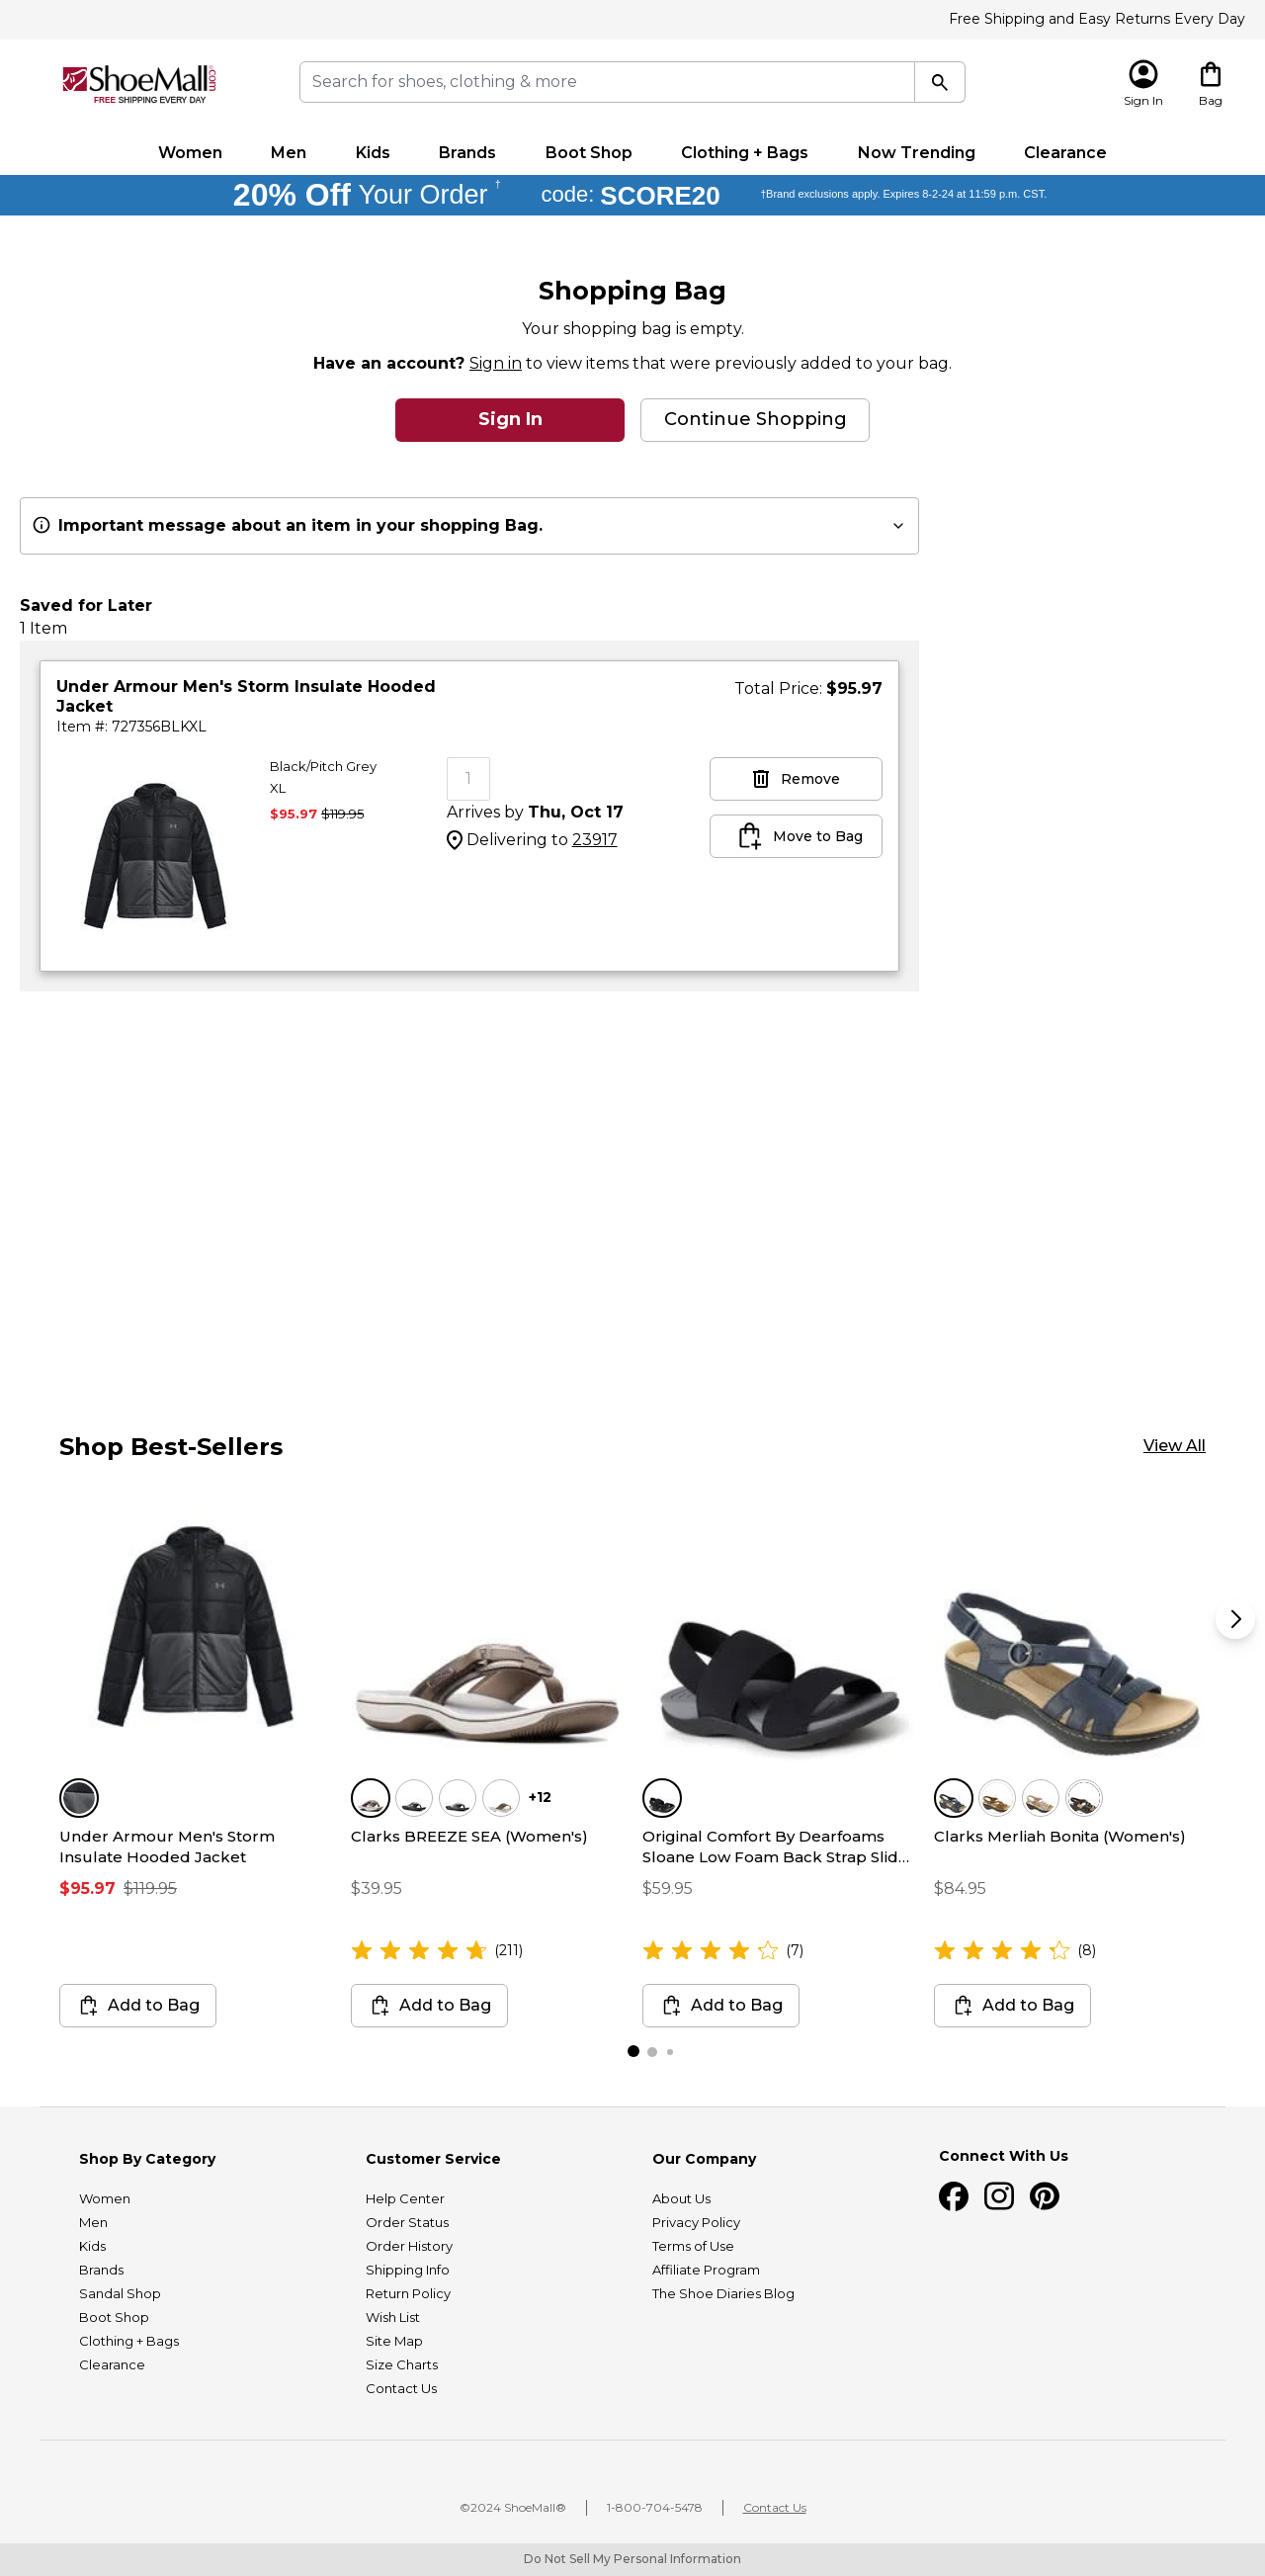 Free Shipping and Easy Returns Every Day
ShoeMall.com
FREE SHIPPING EVERY DAY
Search for shoes, clothing & more
Sign In
Bag
Women
Men
Kids
Brands
Boot Shop
Clothing + Bags
Now Trending
Clearance
20% Off Your Order †
code: SCORE20
†Brand exclusions apply. Expires 8-2-24 at 11:59 p.m. CST.
Shopping Bag
Your shopping bag is empty.
Have an account? Sign in to view items that were previously added to your bag.
Sign In
Continue Shopping
Important message about an item in your shopping Bag.
Saved for Later
1 Item
Under Armour Men's Storm Insulate Hooded
Jacket
Item #: 727356BLKXL
Total Price: $95.97
Black/Pitch Grey
XL
$95.97 $119.95
1
Arrives by Thu, Oct 17
Delivering to 23917
Remove
Move to Bag
Shop Best-Sellers
View All
+12
Under Armour Men's Storm
Insulate Hooded Jacket
$95.97 $119.95
Add to Bag
Clarks BREEZE SEA (Women's)
$39.95
(211)
Add to Bag
Original Comfort By Dearfoams
Sloane Low Foam Back Strap Slid...
$59.95
(7)
Add to Bag
Clarks Merliah Bonita (Women's)
$84.95
(8)
Add to Bag
Shop By Category
Women
Men
Kids
Brands
Sandal Shop
Boot Shop
Clothing + Bags
Clearance
Customer Service
Help Center
Order Status
Order History
Shipping Info
Return Policy
Wish List
Site Map
Size Charts
Contact Us
Our Company
About Us
Privacy Policy
Terms of Use
Affiliate Program
The Shoe Diaries Blog
Connect With Us
©2024 ShoeMall®
1-800-704-5478
Contact Us
Do Not Sell My Personal Information